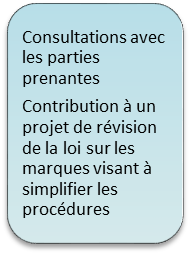 Consultations avec
les parties
prenantes
Contribution à un
projet de révision
de la loi sur les
marques visant à
simplifier les
procédures